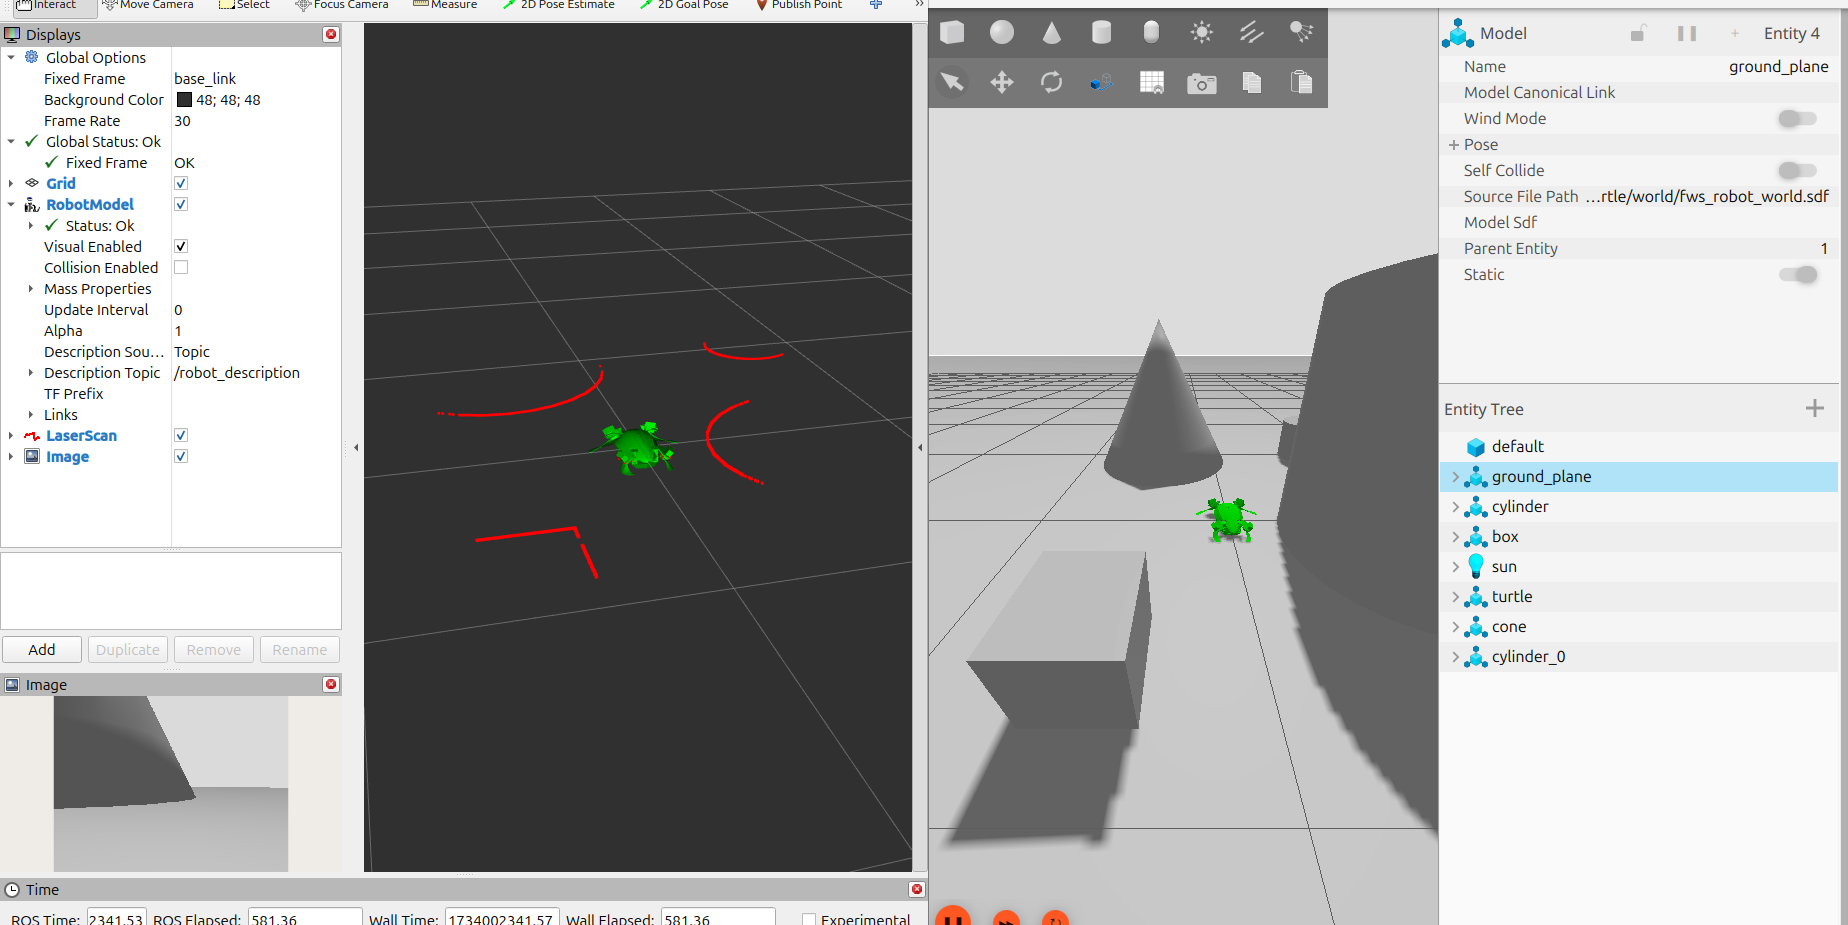 Interact Move Camera Select Focus Camera Measure 2D Pose Estimate 2D Goal Pose Publish Point »
Displays
Global Options
Fixed Frame base_link
Background Color 48; 48; 48
Frame Rate 30
Global Status: Ok
Fixed Frame OK
Grid
RobotModel
Status: Ok
Visual Enabled
Collision Enabled
Mass Properties
Update Interval 0
Alpha 1
Description Sou... Topic
Description Topic /robot_description
TF Prefix
Links
LaserScan
Image
Add Duplicate Remove Rename
Image
Time
ROS Time: 2341.53 ROS Elapsed: 581.36 Wall Time: 1734002341.57 Wall Elapsed: 581.36 Experimental
Model Entity 4
Name ground_plane
Model Canonical Link
Wind Mode
Pose
Self Collide
Source File Path ...rtle/world/fws_robot_world.sdf
Model Sdf
Parent Entity 1
Static
Entity Tree
default
ground_plane
cylinder
box
sun
turtle
cone
cylinder_0